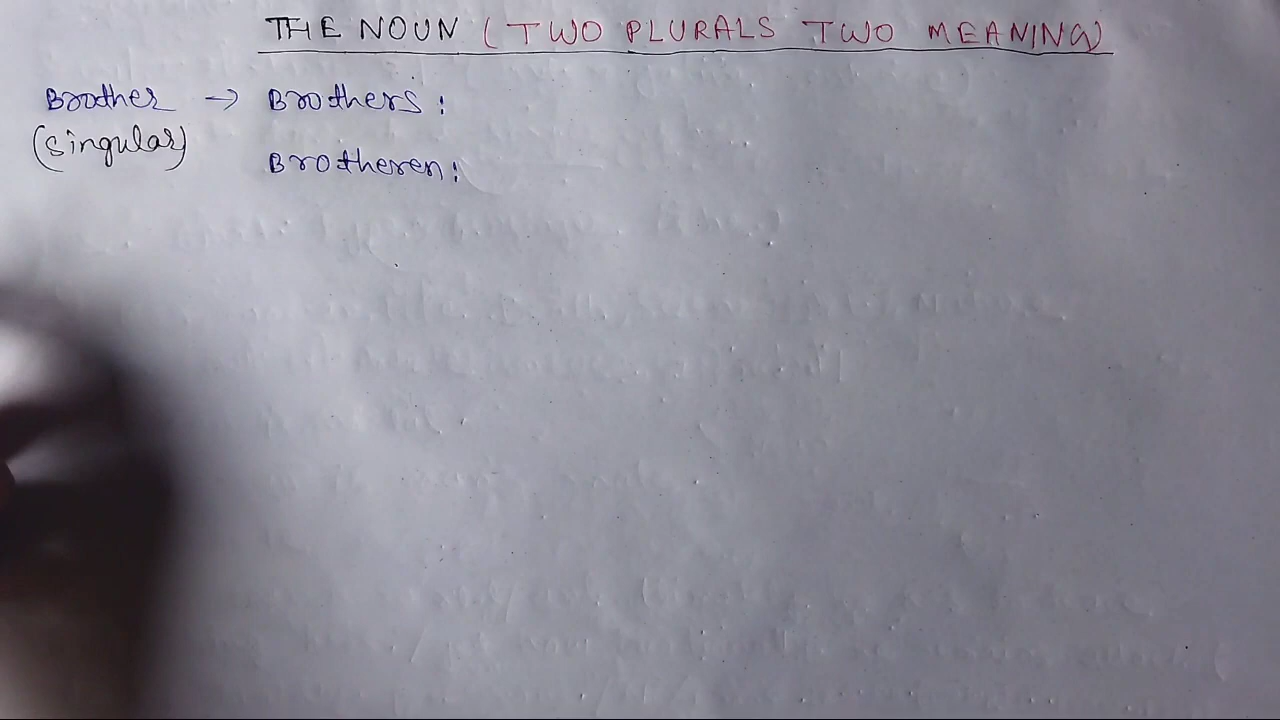 THE NOUN (TWO PLURALS TWO MEANING)
Brother → Brothers :
(Singular)
Brotheren :